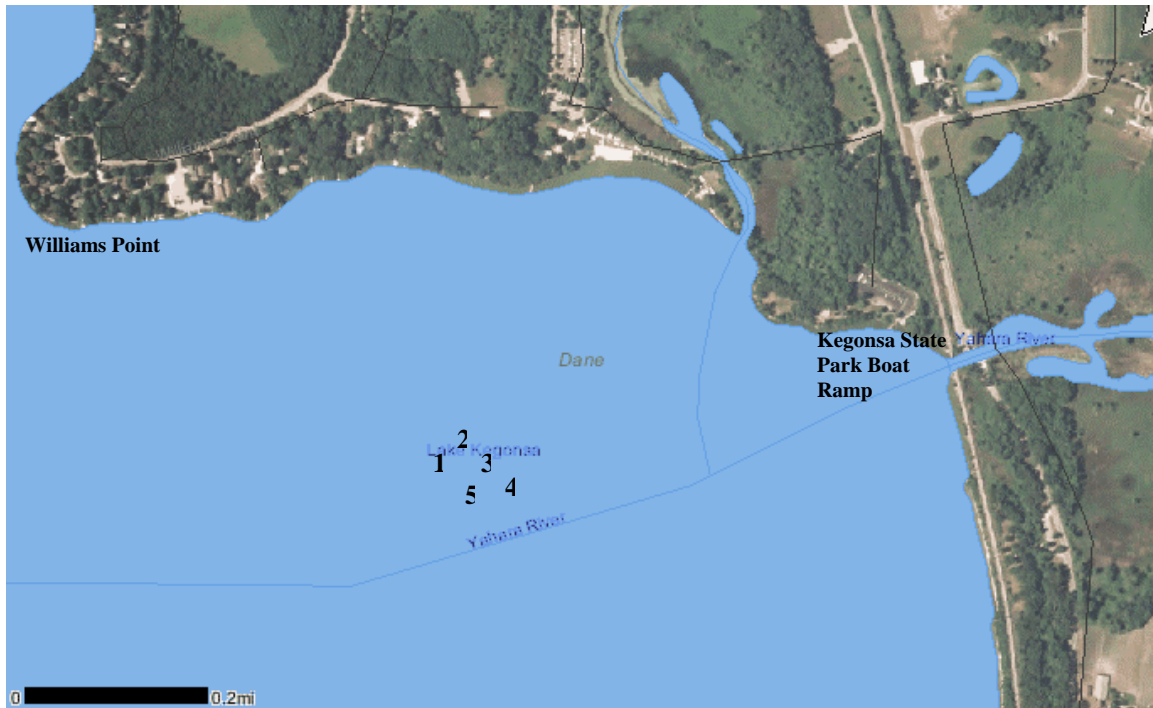 Williams Point
Kegonsa State
Park Boat
Ramp
Yahara River
Dane
Lake Kegonsa
2
1
3
4
5
Yahara River
0
0.2mi